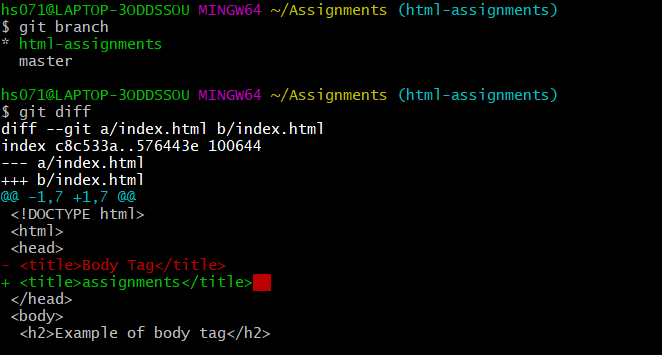 hs071@LAPTOP-3ODDSSOU MINGW64 ~/Assignments (html-assignments)
$ git branch
* html-assignments
  master

hs071@LAPTOP-3ODDSSOU MINGW64 ~/Assignments (html-assignments)
$ git diff
diff --git a/index.html b/index.html
index c8c533a..576443e 100644
--- a/index.html
+++ b/index.html
@@ -1,7 +1,7 @@
 <!DOCTYPE html>
 <html>
 <head>
- <title>Body Tag</title>
+ <title>assignments</title>
 </head>
 <body>
  <h2>Example of body tag</h2>